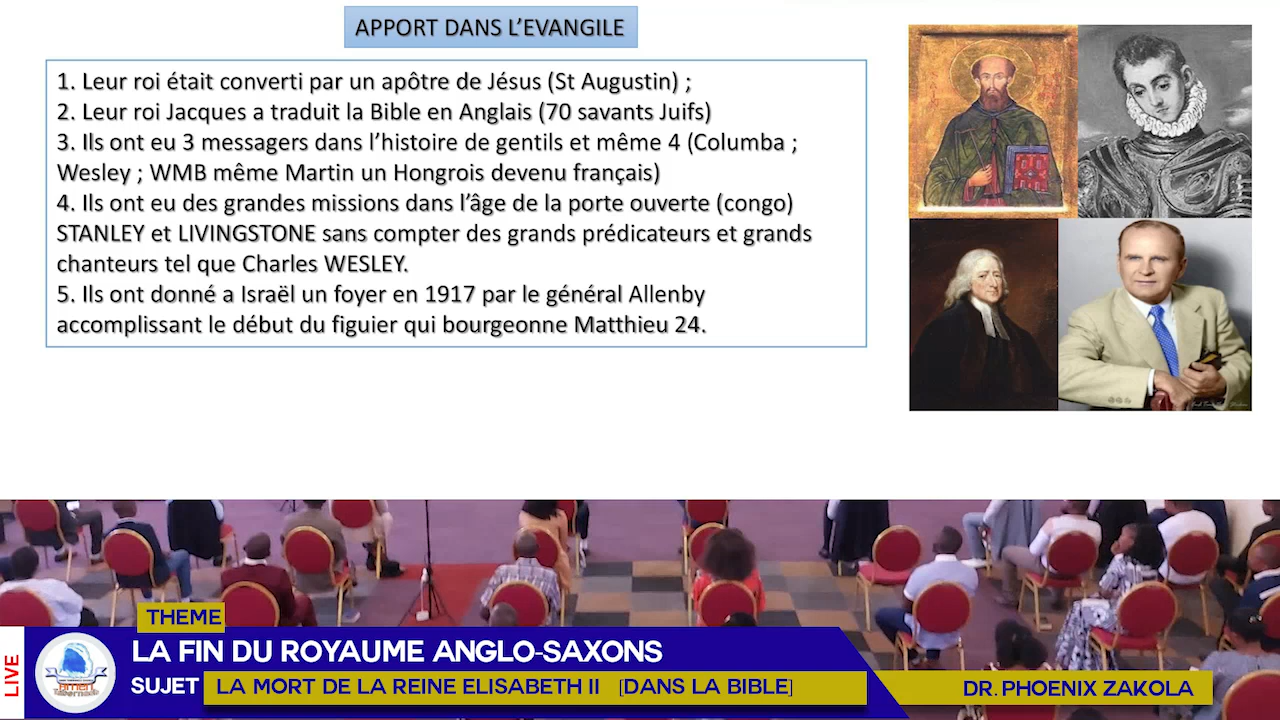 APPORT DANS L’EVANGILE
1. Leur roi était converti par un apôtre de Jésus (St Augustin) ;
2. Leur roi Jacques a traduit la Bible en Anglais (70 savants Juifs)
3. Ils ont eu 3 messagers dans l’histoire de gentils et même 4 (Columba ;
Wesley ; WMB même Martin un Hongrois devenu français)
4. Ils ont eu des grandes missions dans l’âge de la porte ouverte (congo)
STANLEY et LIVINGSTONE sans compter des grands prédicateurs et grands
chanteurs tel que Charles WESLEY.
5. Ils ont donné a Israël un foyer en 1917 par le général Allenby
accomplissant le début du figuier qui bourgeonne Matthieu 24.
THEME
LIVE
LA FIN DU ROYAUME ANGLO-SAXONS
SUJET
LA MORT DE LA REINE ELISABETH II [DANS LA BIBLE]
DR. PHOENIX ZAKOLA